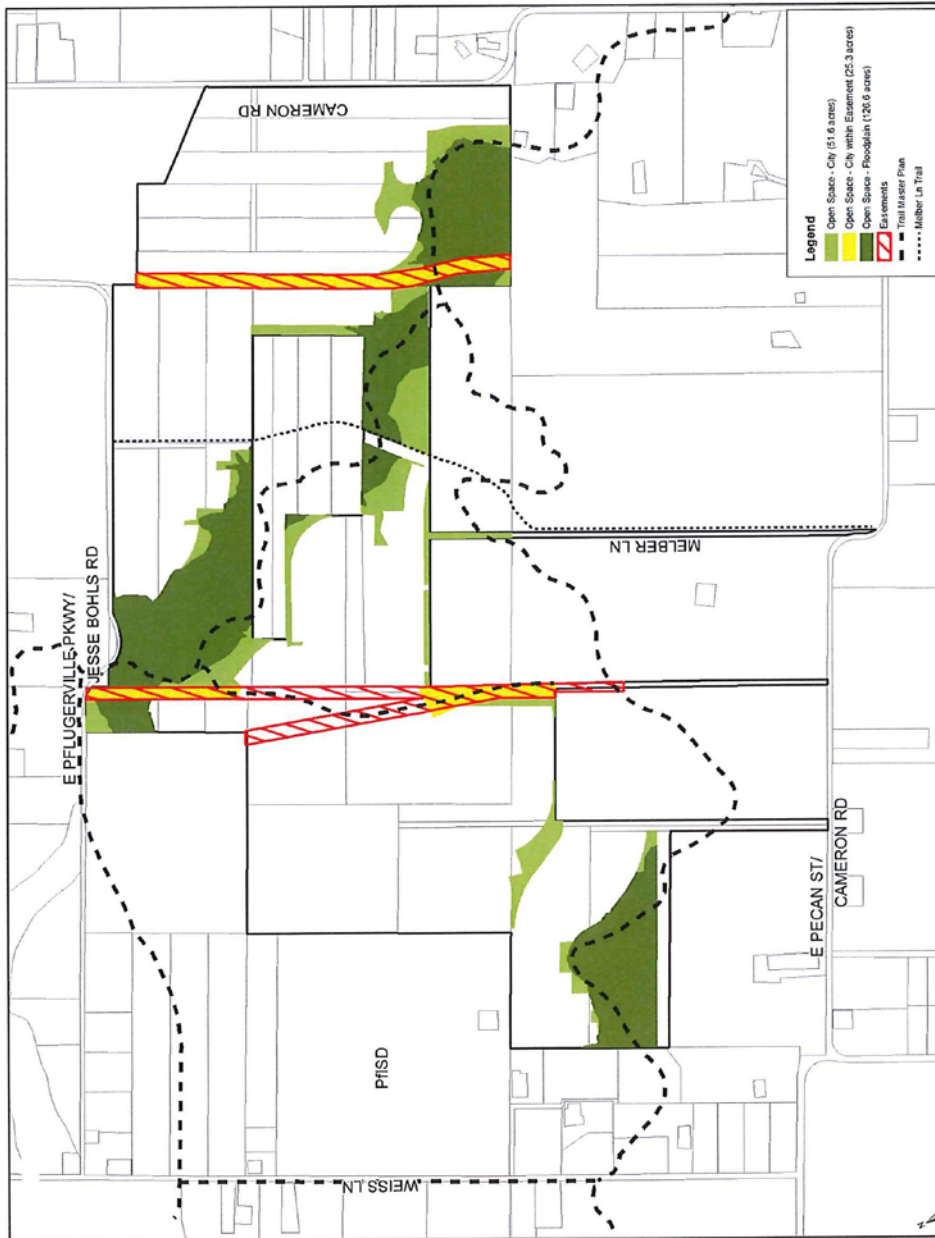 E PFLUGERVILLE PKWY/
JESSE BOHLS RD
CAMERON RD
MELBER LN
PfISD
WEISS LN
E PECAN ST/
CAMERON RD
Legend
Open Space - City (51.6 acres)
Open Space - City within Easement (25.3 acres)
Open Space - Floodplain (126.6 acres)
Easements
Trail Master Plan
Melber Ln Trail